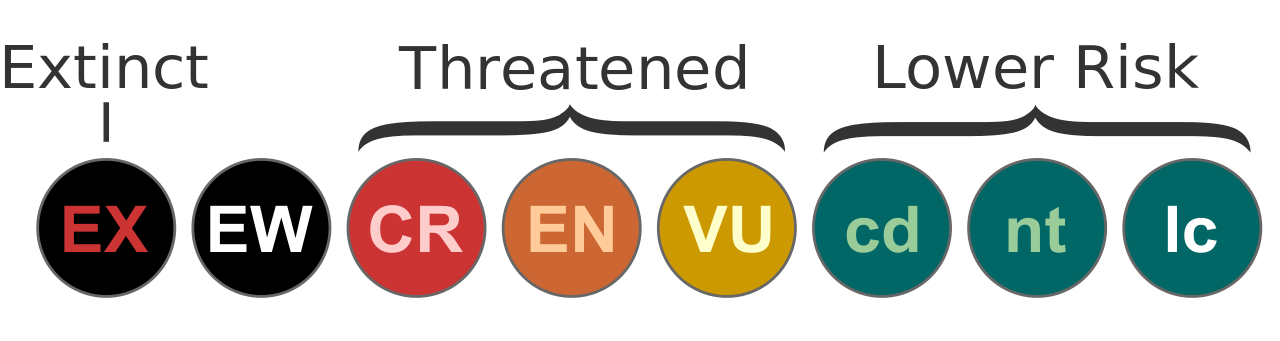 Extinct Threatened Lower Risk
EX EW CR EN VU cd nt lc